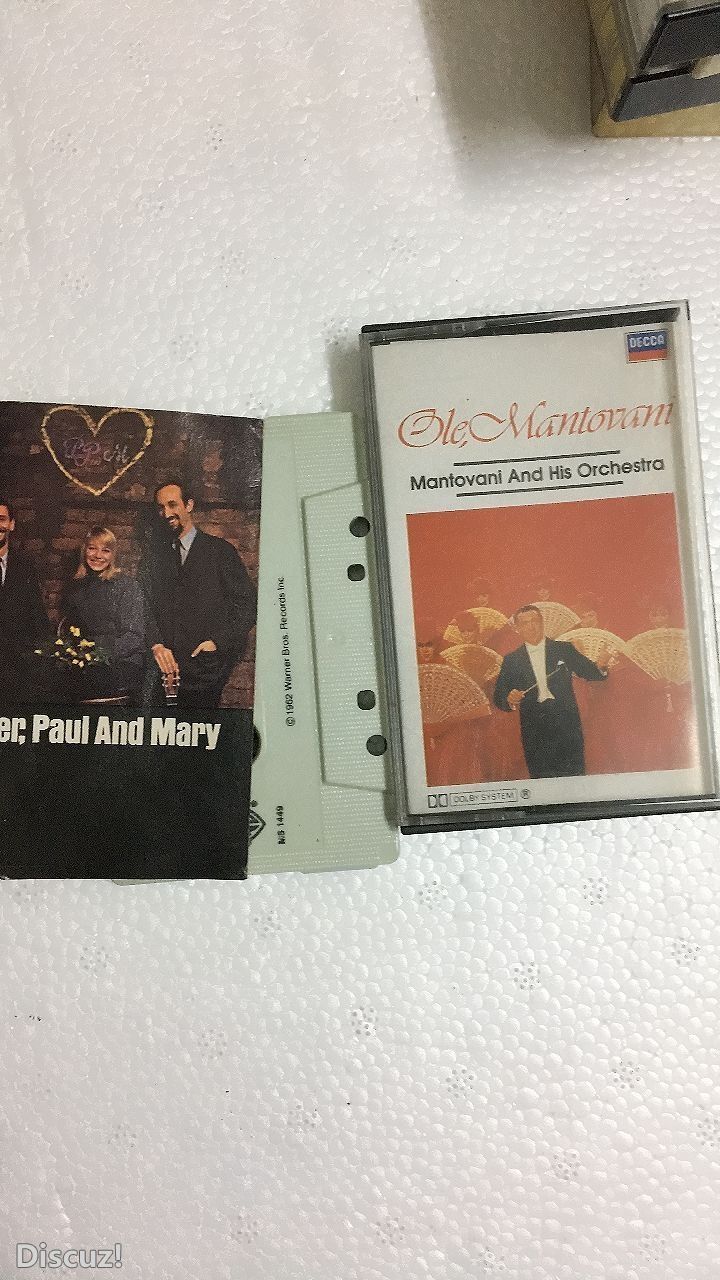 DECCA
Ole, Mantovani
Mantovani And His Orchestra
DOLBY SYSTEM ®
PP&M
er, Paul And Mary
© 1962 Warner Bros. Records Inc.
M5 1449
Discuz!